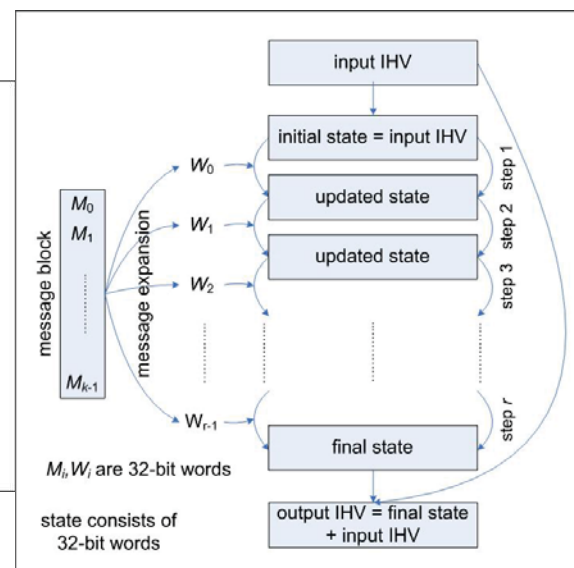 input IHV
initial state = input IHV
step 1
W0
updated state
M0
step 2
M1
W1
updated state
message block
message expansion
W2
step 3
Mk-1
Wr-1
step r
final state
Mi,Wi are 32-bit words
output IHV = final state
+ input IHV
state consists of
32-bit words